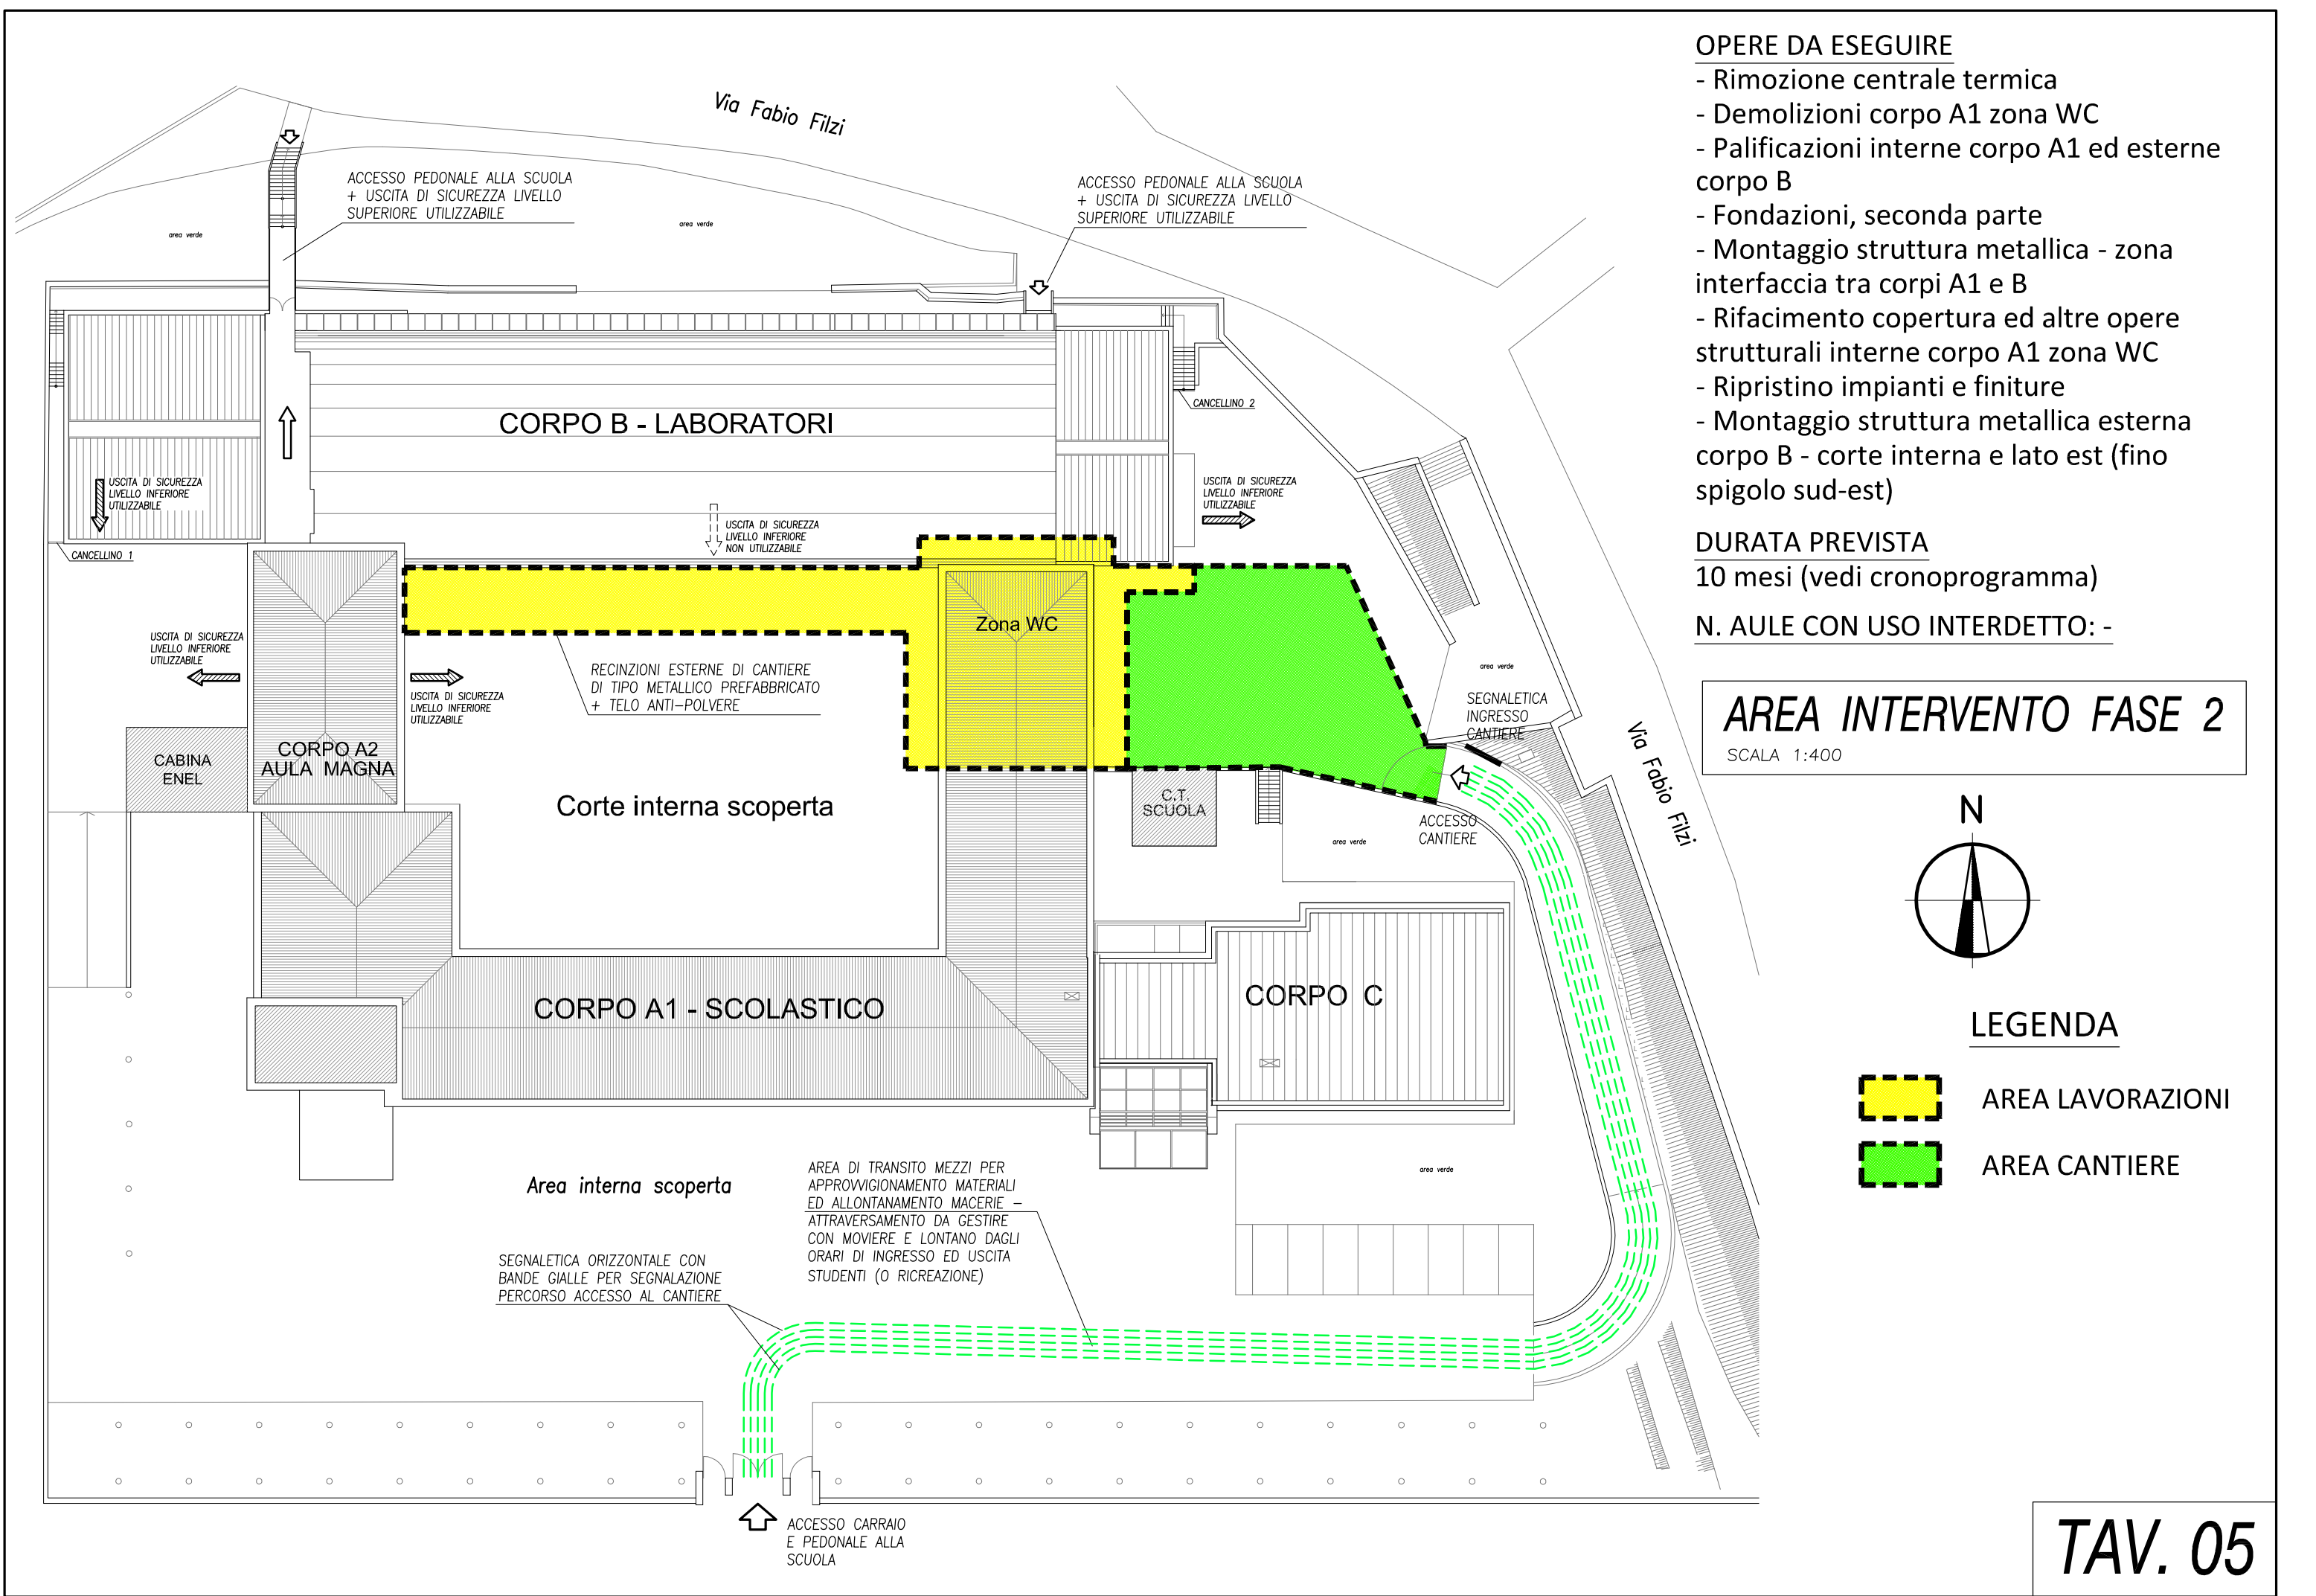 OPERE DA ESEGUIRE
- Rimozione centrale termica
- Demolizioni corpo A1 zona WC
- Palificazioni interne corpo A1 ed esterne
corpo B
- Fondazioni, seconda parte
- Montaggio struttura metallica - zona
interfaccia tra corpi A1 e B
- Rifacimento copertura ed altre opere
strutturali interne corpo A1 zona WC
- Ripristino impianti e finiture
- Montaggio struttura metallica esterna
corpo B - corte interna e lato est (fino
spigolo sud-est)
DURATA PREVISTA
10 mesi (vedi cronoprogramma)
N. AULE CON USO INTERDETTO: -
AREA INTERVENTO FASE 2
SCALA 1:400
N
LEGENDA
AREA LAVORAZIONI
AREA CANTIERE
TAV. 05
Via Fabio Filzi
ACCESSO PEDONALE ALLA SCUOLA
+ USCITA DI SICUREZZA LIVELLO
SUPERIORE UTILIZZABILE
ACCESSO PEDONALE ALLA SCUOLA
+ USCITA DI SICUREZZA LIVELLO
SUPERIORE UTILIZZABILE
area verde
area verde
CANCELLINO 2
CORPO B - LABORATORI
USCITA DI SICUREZZA
LIVELLO INFERIORE
UTILIZZABILE
USCITA DI SICUREZZA
LIVELLO INFERIORE
UTILIZZABILE
USCITA DI SICUREZZA
LIVELLO INFERIORE
NON UTILIZZABILE
CANCELLINO 1
Zona WC
USCITA DI SICUREZZA
LIVELLO INFERIORE
UTILIZZABILE
RECINZIONI ESTERNE DI CANTIERE
DI TIPO METALLICO PREFABBRICATO
+ TELO ANTI-POLVERE
USCITA DI SICUREZZA
LIVELLO INFERIORE
UTILIZZABILE
area verde
SEGNALETICA
INGRESSO
CANTIERE
Via Fabio Filzi
CORPO A2
AULA MAGNA
CABINA
ENEL
Corte interna scoperta
C.T.
SCUOLA
ACCESSO
CANTIERE
area verde
CORPO A1 - SCOLASTICO
CORPO C
Area interna scoperta
AREA DI TRANSITO MEZZI PER
APPROVVIGIONAMENTO MATERIALI
ED ALLONTANAMENTO MACERIE -
ATTRAVERSAMENTO DA GESTIRE
CON MOVIERE E LONTANO DAGLI
ORARI DI INGRESSO ED USCITA
STUDENTI (O RICREAZIONE)
area verde
SEGNALETICA ORIZZONTALE CON
BANDE GIALLE PER SEGNALAZIONE
PERCORSO ACCESSO AL CANTIERE
ACCESSO CARRAIO
E PEDONALE ALLA
SCUOLA